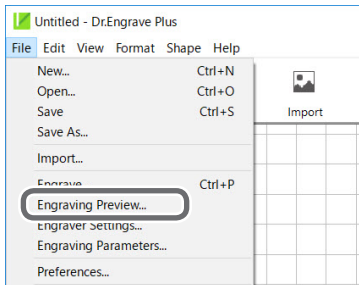 Untitled - Dr.Engrave Plus
File Edit View Format Shape Help
New... Ctrl+N
Open... Ctrl+O
Save Ctrl+S
Import
Save As...
Import...
Engrave... Ctrl+P
Engraving Preview...
Engraver Settings...
Engraving Parameters...
Preferences...